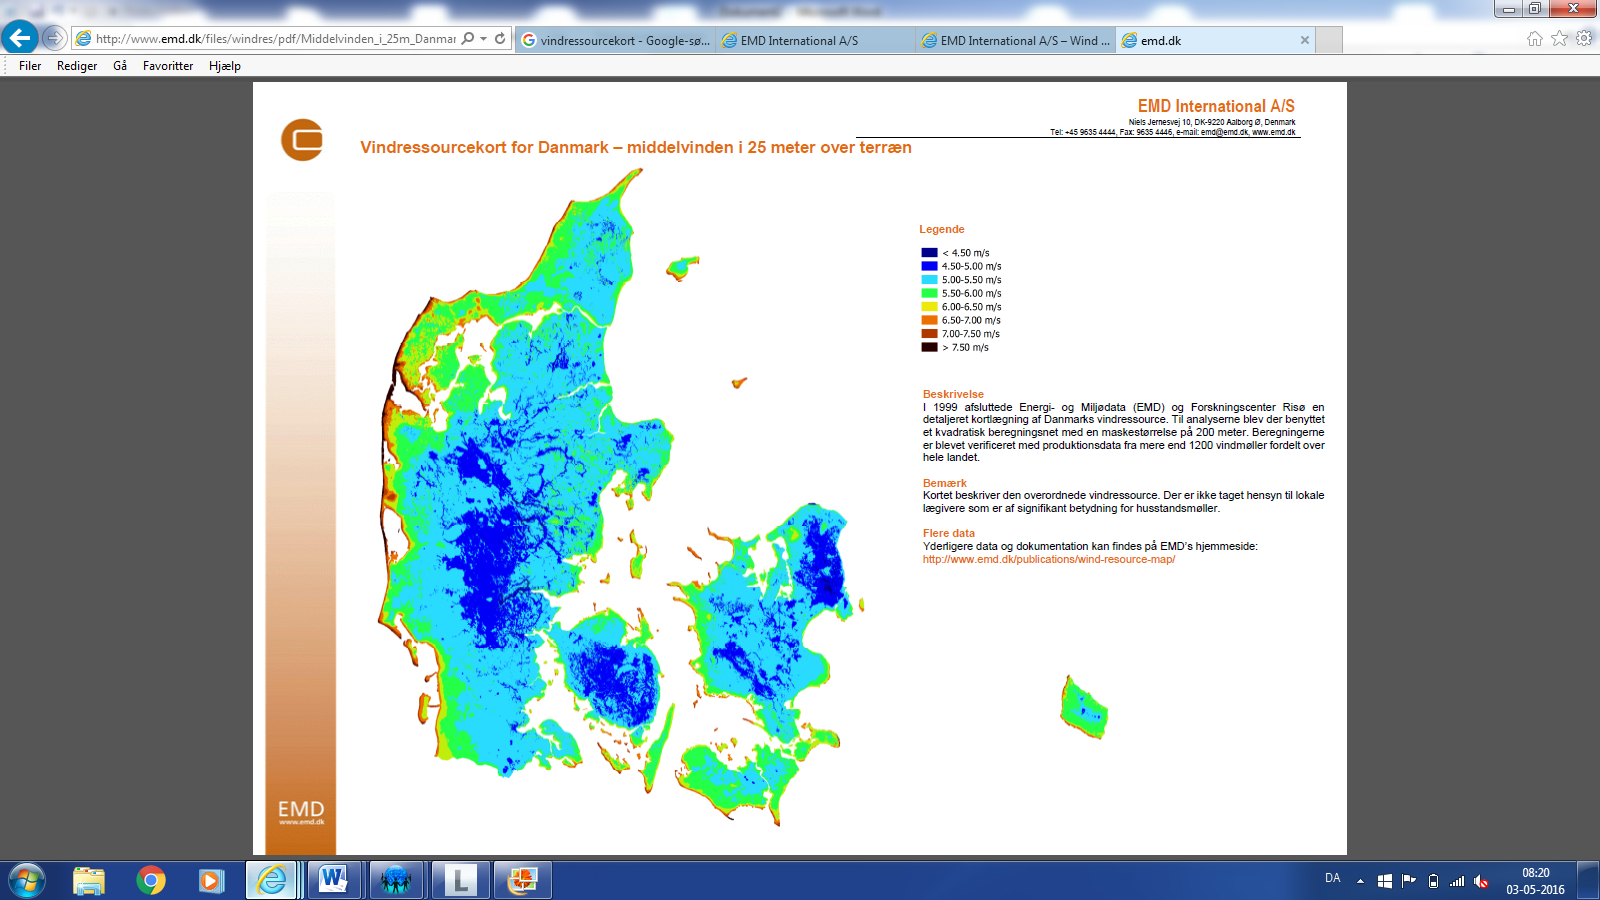 Document2 - Microsoft Word
http://www.emd.dk/files/windres/pdf/Middelvinden_i_25m_Danmar
vindressourcekort - Google-sø...
EMD International A/S
EMD International A/S – Wind ...
emd.dk
Filer Rediger Gå Favoritter Hjælp
EMD International A/S
Niels Jernesvej 10, DK-9220 Aalborg Ø, Denmark
Tel: +45 9635 4444, Fax: 9635 4446, e-mail: emd@emd.dk, www.emd.dk
Vindressourcekort for Danmark – middelvinden i 25 meter over terræn
Legende
< 4.50 m/s
4.50-5.00 m/s
5.00-5.50 m/s
5.50-6.00 m/s
6.00-6.50 m/s
6.50-7.00 m/s
7.00-7.50 m/s
> 7.50 m/s
Beskrivelse
I 1999 afsluttede Energi- og Miljødata (EMD) og Forskningscenter Risø en
detaljeret kortlægning af Danmarks vindressource. Til analyserne blev der benyttet
et kvadratisk beregningsnet med en maskestørrelse på 200 meter. Beregningerne
er blevet verificeret med produktionsdata fra mere end 1200 vindmøller fordelt over
hele landet.
Bemærk
Kortet beskriver den overordnede vindressource. Der er ikke taget hensyn til lokale
lægivere som er af signifikant betydning for husstandsmøller.
Flere data
Yderligere data og dokumentation kan findes på EMD's hjemmeside:
http://www.emd.dk/publications/wind-resource-map/
EMD
www.emd.dk
DA
08:20
03-05-2016